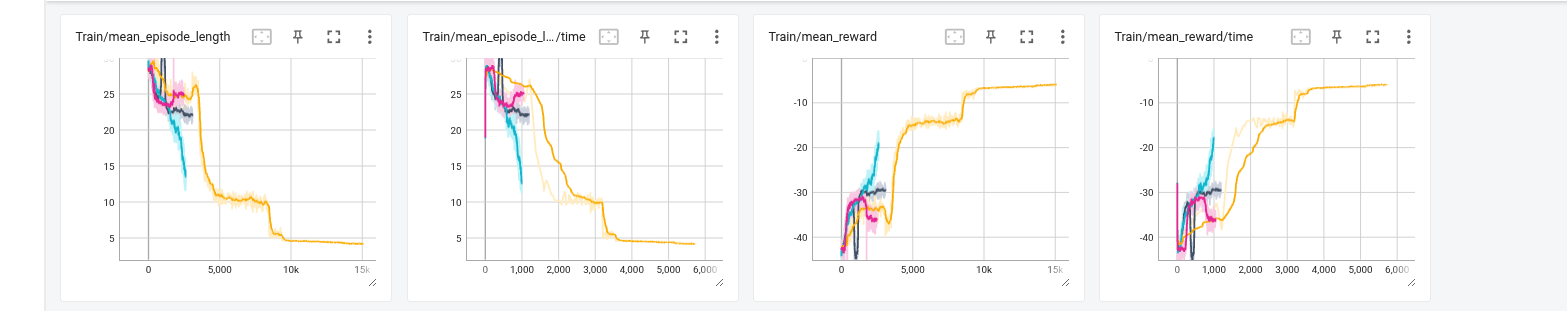 Train/mean_episode_length
30
25
20
15
10
5
0 5,000 10k 15k
Train/mean_episode_l…/time
30
25
20
15
10
5
0 1,000 2,000 3,000 4,000 5,000 6,000
Train/mean_reward
0
-10
-20
-30
-40
0 5,000 10k 15k
Train/mean_reward/time
0
-10
-20
-30
-40
0 1,000 2,000 3,000 4,000 5,000 6,000